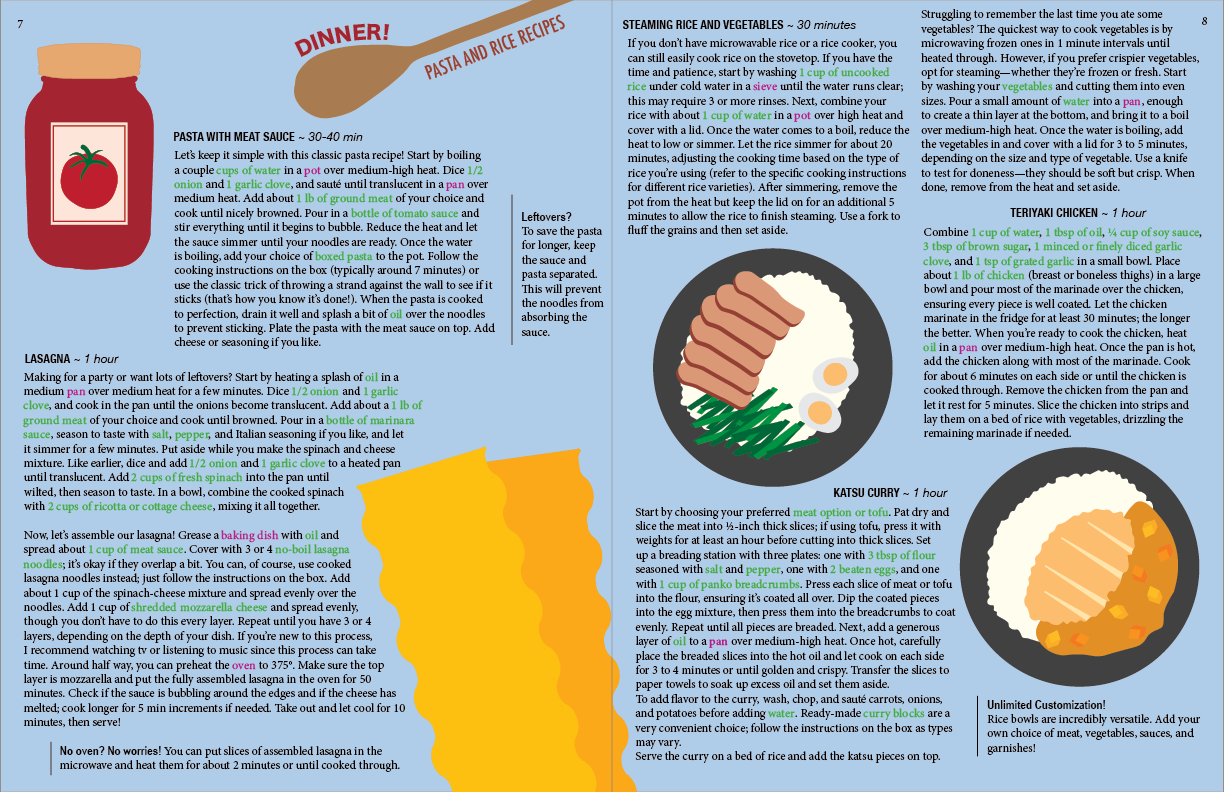 7
DINNER!
PASTA AND RICE RECIPES
PASTA WITH MEAT SAUCE ~ 30-40 min
Let's keep it simple with this classic pasta recipe! Start by boiling
a couple cups of water in a pot over medium-high heat. Dice 1/2
onion and 1 garlic clove, and sauté until translucent in a pan over
medium heat. Add about 1 lb of ground meat of your choice and
cook until nicely browned. Pour in a bottle of tomato sauce and
stir everything until it begins to bubble. Reduce the heat and let
the sauce simmer until your noodles are ready. Once the water
is boiling, add your choice of boxed pasta to the pot. Follow the
cooking instructions on the box (typically around 7 minutes) or
use the classic trick of throwing a strand against the wall to see if it
sticks (that's how you know it's done!). When the pasta is cooked
to perfection, drain it well and splash a bit of oil over the noodles
to prevent sticking. Plate the pasta with the meat sauce on top. Add
cheese or seasoning if you like.
Leftovers?
To save the pasta
for longer, keep
the sauce and
pasta separated.
This will prevent
the noodles from
absorbing the
sauce.
LASAGNA ~ 1 hour
Making for a party or want lots of leftovers? Start by heating a splash of oil in a
medium pan over medium heat for a few minutes. Dice 1/2 onion and 1 garlic
clove, and cook in the pan until the onions become translucent. Add about a 1 lb of
ground meat of your choice and cook until browned. Pour in a bottle of marinara
sauce, season to taste with salt, pepper, and Italian seasoning if you like, and let
it simmer for a few minutes. Put aside while you make the spinach and cheese
mixture. Like earlier, dice and add 1/2 onion and 1 garlic clove to a heated pan
until translucent. Add 2 cups of fresh spinach into the pan until
wilted, then season to taste. In a bowl, combine the cooked spinach
with 2 cups of ricotta or cottage cheese, mixing it all together.
Now, let's assemble our lasagna! Grease a baking dish with oil and
spread about 1 cup of meat sauce. Cover with 3 or 4 no-boil lasagna
noodles; it's okay if they overlap a bit. You can, of course, use cooked
lasagna noodles instead; just follow the instructions on the box. Add
about 1 cup of the spinach-cheese mixture and spread evenly over the
noodles. Add 1 cup of shredded mozzarella cheese and spread evenly,
though you don't have to do this every layer. Repeat until you have 3 or 4
layers, depending on the depth of your dish. If you're new to this process,
I recommend watching tv or listening to music since this process can take
time. Around half way, you can preheat the oven to 375°. Make sure the top
layer is mozzarella and put the fully assembled lasagna in the oven for 50
minutes. Check if the sauce is bubbling around the edges and if the cheese has
melted; cook longer for 5 min increments if needed. Take out and let cool for 10
minutes, then serve!
No oven? No worries! You can put slices of assembled lasagna in the
microwave and heat them for about 2 minutes or until cooked through.
STEAMING RICE AND VEGETABLES ~ 30 minutes
If you don't have microwavable rice or a rice cooker, you
can still easily cook rice on the stovetop. If you have the
time and patience, start by washing 1 cup of uncooked
rice under cold water in a sieve until the water runs clear;
this may require 3 or more rinses. Next, combine your
rice with about 1 cup of water in a pot over high heat and
cover with a lid. Once the water comes to a boil, reduce the
heat to low or simmer. Let the rice simmer for about 20
minutes, adjusting the cooking time based on the type of
rice you're using (refer to the specific cooking instructions
for different rice varieties). After simmering, remove the
pot from the heat but keep the lid on for an additional 5
minutes to allow the rice to finish steaming. Use a fork to
fluff the grains and then set aside.
8
Struggling to remember the last time you ate some
vegetables? The quickest way to cook vegetables is by
microwaving frozen ones in 1 minute intervals until
heated through. However, if you prefer crispier vegetables,
opt for steaming—whether they're frozen or fresh. Start
by washing your vegetables and cutting them into even
sizes. Pour a small amount of water into a pan, enough
to create a thin layer at the bottom, and bring it to a boil
over medium-high heat. Once the water is boiling, add
the vegetables in and cover with a lid for 3 to 5 minutes,
depending on the size and type of vegetable. Use a knife
to test for doneness—they should be soft but crisp. When
done, remove from the heat and set aside.
TERIYAKI CHICKEN ~ 1 hour
Combine 1 cup of water, 1 tbsp of oil, ¼ cup of soy sauce,
3 tbsp of brown sugar, 1 minced or finely diced garlic
clove, and 1 tsp of grated garlic in a small bowl. Place
about 1 lb of chicken (breast or boneless thighs) in a large
bowl and pour most of the marinade over the chicken,
ensuring every piece is well coated. Let the chicken
marinate in the fridge for at least 30 minutes; the longer
the better. When you're ready to cook the chicken, heat
oil in a pan over medium-high heat. Once the pan is hot,
add the chicken along with most of the marinade. Cook
for about 6 minutes on each side or until the chicken is
cooked through. Remove the chicken from the pan and
let it rest for 5 minutes. Slice the chicken into strips and
lay them on a bed of rice with vegetables, drizzling the
remaining marinade if needed.
KATSU CURRY ~ 1 hour
Start by choosing your preferred meat option or tofu. Pat dry and
slice the meat into ½-inch thick slices; if using tofu, press it with
weights for at least an hour before cutting into thick slices. Set
up a breading station with three plates: one with 3 tbsp of flour
seasoned with salt and pepper, one with 2 beaten eggs, and one
with 1 cup of panko breadcrumbs. Press each slice of meat or tofu
into the flour, ensuring it's coated all over. Dip the coated pieces
into the egg mixture, then press them into the breadcrumbs to coat
evenly. Repeat until all pieces are breaded. Next, add a generous
layer of oil to a pan over medium-high heat. Once hot, carefully
place the breaded slices into the hot oil and let cook on each side
for 3 to 4 minutes or until golden and crispy. Transfer the slices to
paper towels to soak up excess oil and set them aside.
To add flavor to the curry, wash, chop, and sauté carrots, onions,
and potatoes before adding water. Ready-made curry blocks are a
very convenient choice; follow the instructions on the box as types
may vary.
Serve the curry on a bed of rice and add the katsu pieces on top.
Unlimited Customization!
Rice bowls are incredibly versatile. Add your
own choice of meat, vegetables, sauces, and
garnishes!